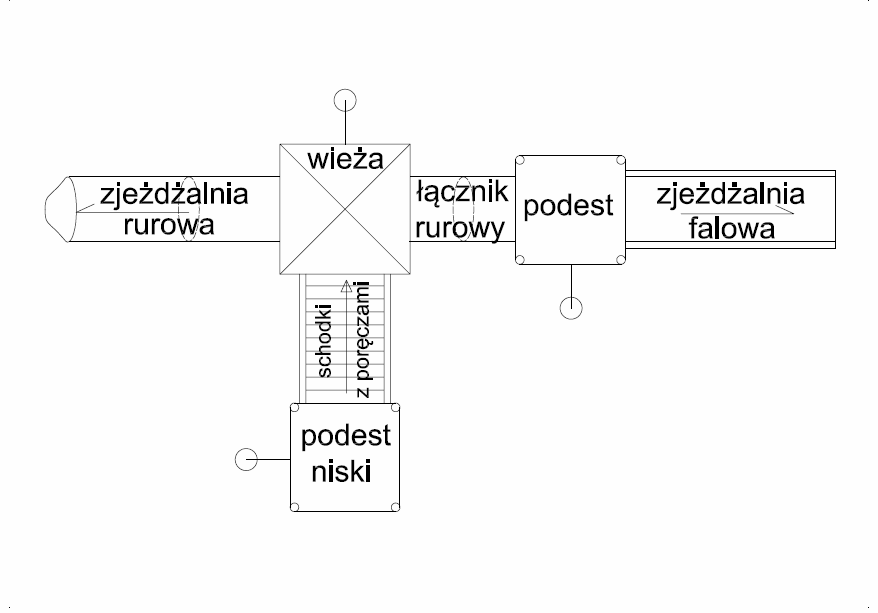 wieża
zjeżdżalnia
rurowa
łącznik
rurowy
podest
zjeżdżalnia
falowa
schodki
z poręczami
podest
niski